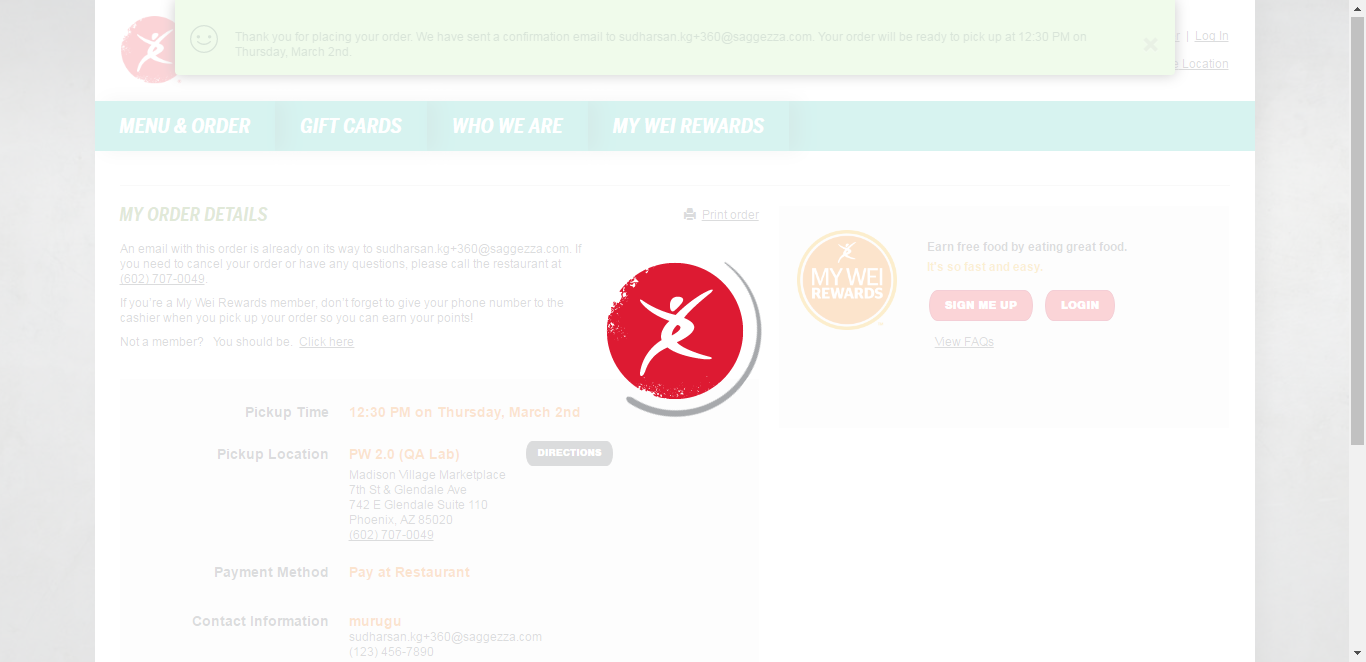 Thank you for placing your order. We have sent a confirmation email to sudharsan.kg+360@saggezza.com. Your order will be ready to pick up at 12:30 PM on
Thursday, March 2nd.
| Log In
Location
MENU & ORDER GIFT CARDS WHO WE ARE MY WEI REWARDS
MY ORDER DETAILS
Print order
An email with this order is already on its way to sudharsan.kg+360@saggezza.com. If
you need to cancel your order or have any questions, please call the restaurant at
(602) 707-0049.
If you're a My Wei Rewards member, don't forget to give your phone number to the
cashier when you pick up your order so you can earn your points!
Not a member? You should be. Click here
MY WEI
REWARDS
Earn free food by eating great food.
It's so fast and easy.
SIGN ME UP LOGIN
View FAQs
Pickup Time 12:30 PM on Thursday, March 2nd
Pickup Location PW 2.0 (QA Lab) DIRECTIONS
Madison Village Marketplace
7th St & Glendale Ave
742 E Glendale Suite 110
Phoenix, AZ 85020
(602) 707-0049
Payment Method Pay at Restaurant
Contact Information murugu
sudharsan.kg+360@saggezza.com
(123) 456-7890